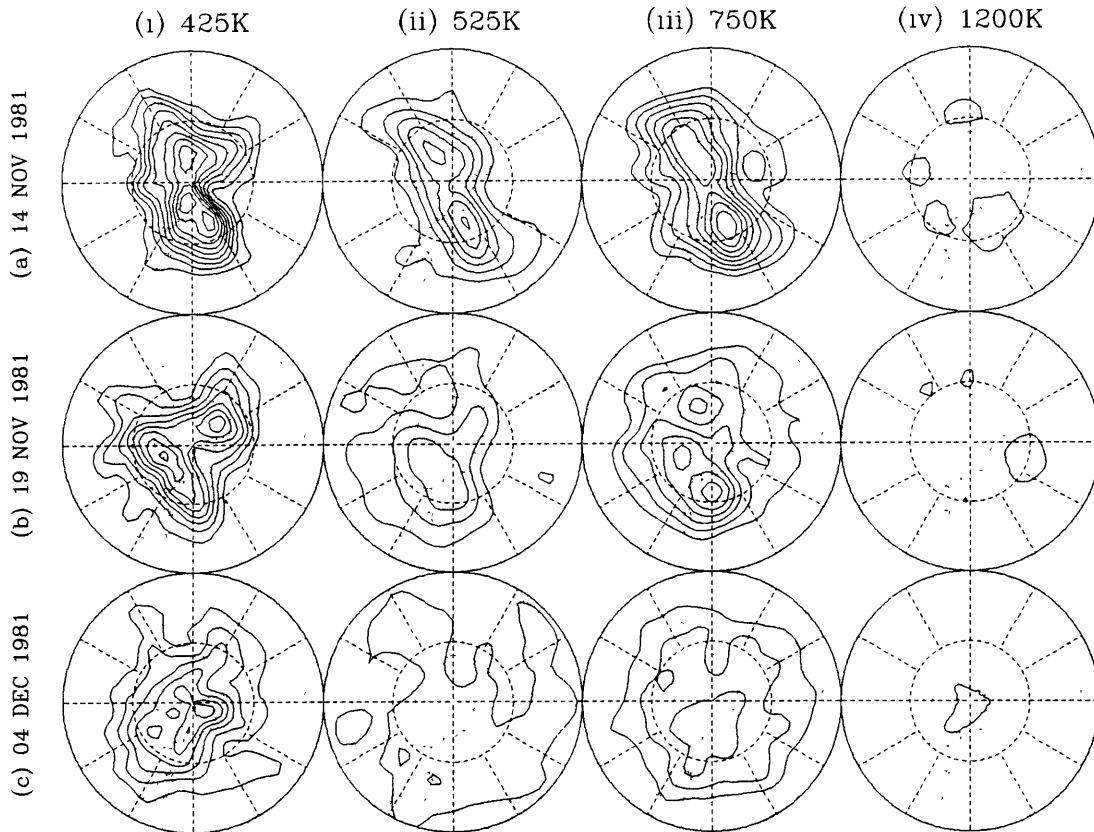 (i) 425K (ii) 525K (iii) 750K (iv) 1200K
(a) 14 NOV 1981
(b) 19 NOV 1981
(c) 04 DEC 1981